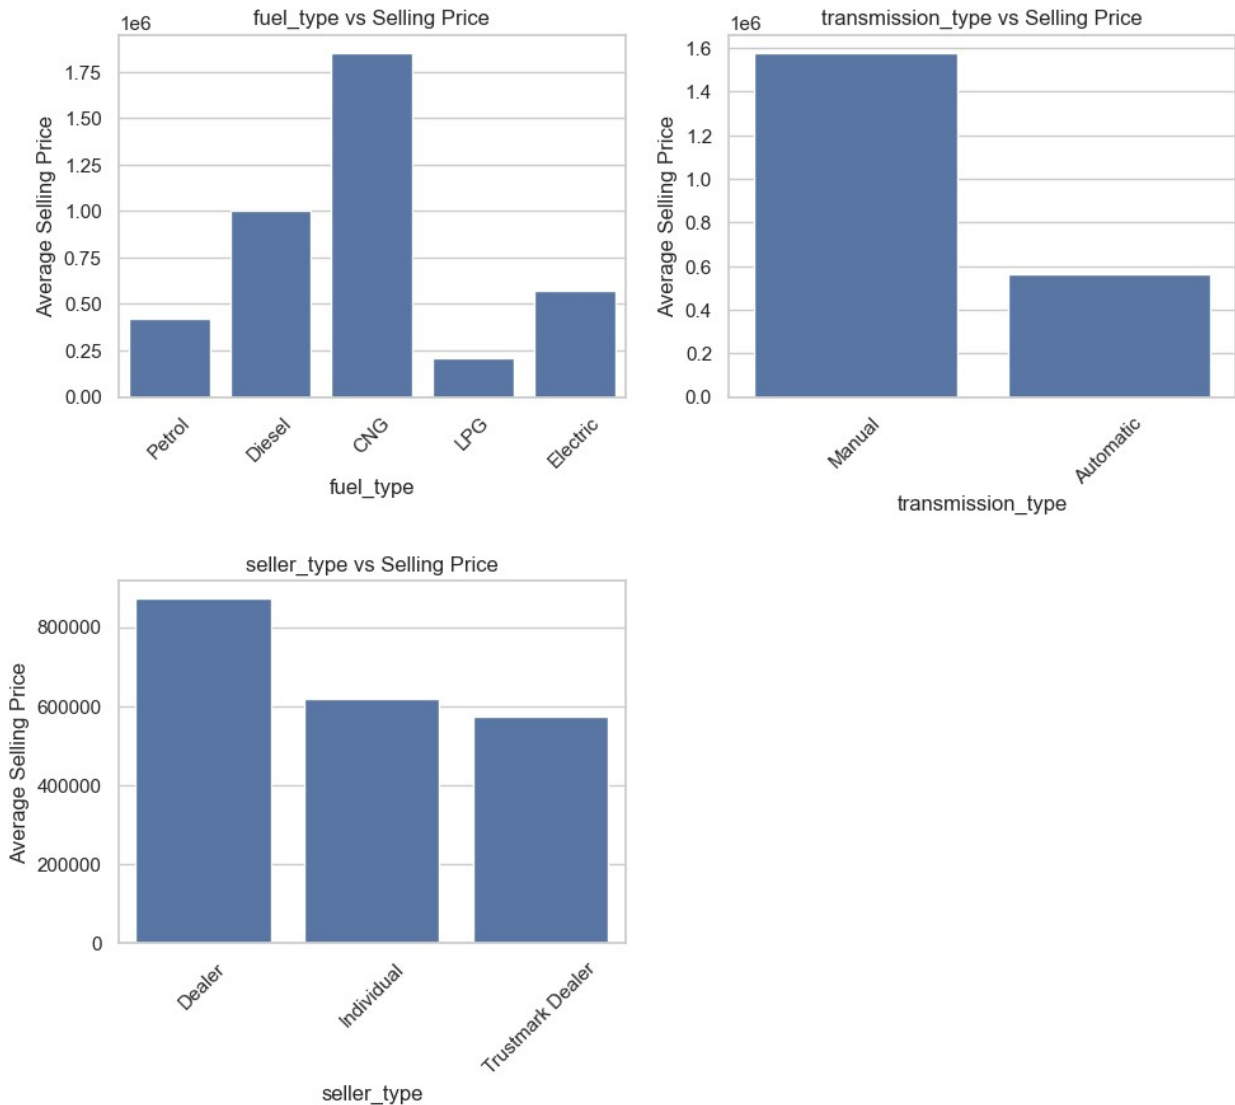 fuel_type vs Selling Price
1e6
1.75
1.50
1.25
1.00
0.75
0.50
0.25
0.00
Average Selling Price
Petrol
Diesel
CNG
LPG
Electric
fuel_type
transmission_type vs Selling Price
1e6
1.6
1.4
1.2
1.0
0.8
0.6
0.4
0.2
0.0
Average Selling Price
Manual
Automatic
transmission_type
seller_type vs Selling Price
800000
600000
400000
200000
0
Average Selling Price
Dealer
Individual
Trustmark Dealer
seller_type